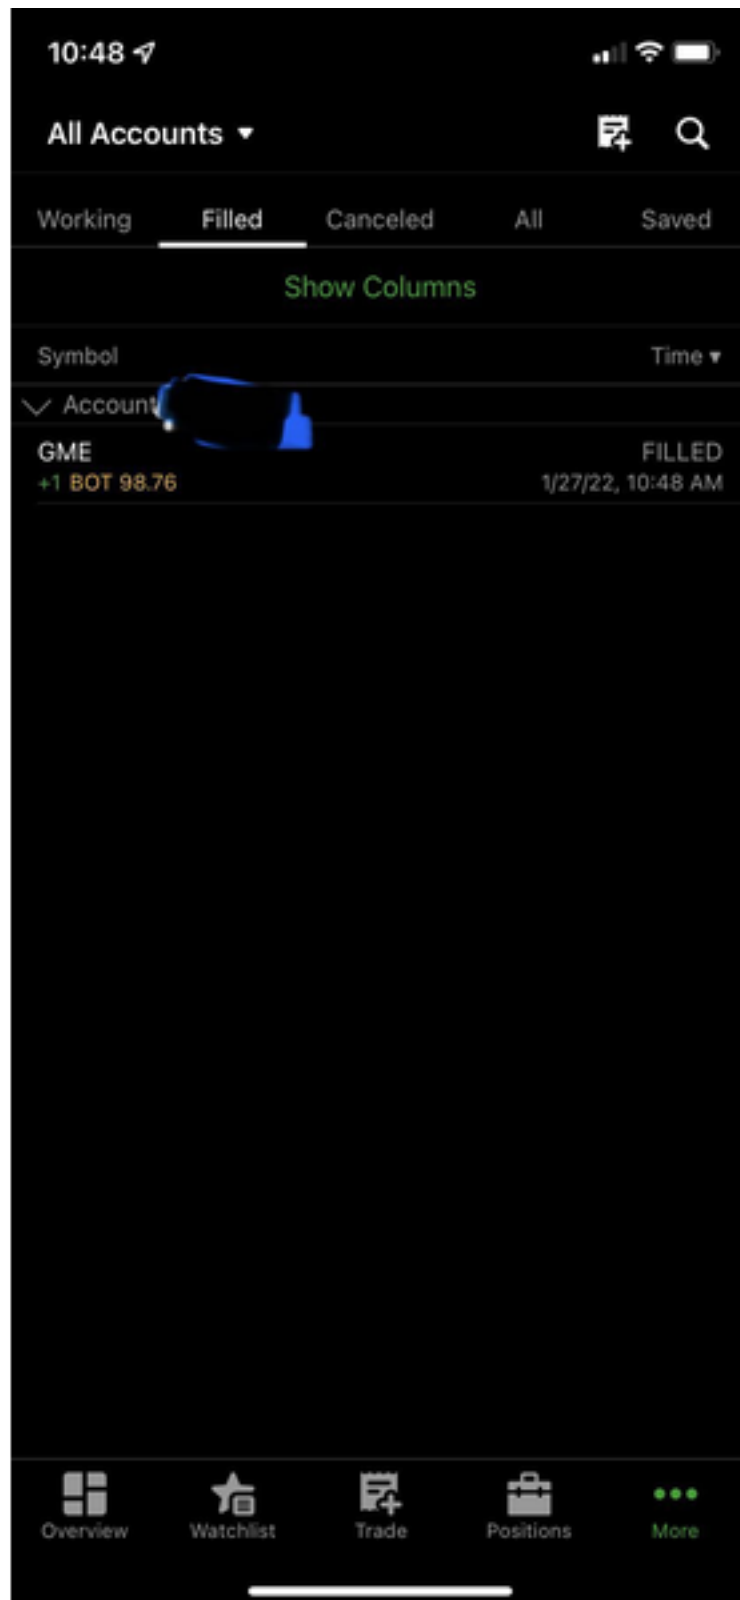 10:48
All Accounts
Working Filled Canceled All Saved
Show Columns
Symbol Time
Account
GME FILLED
+1 BOT 98.76 1/27/22, 10:48 AM
Overview Watchlist Trade Positions More